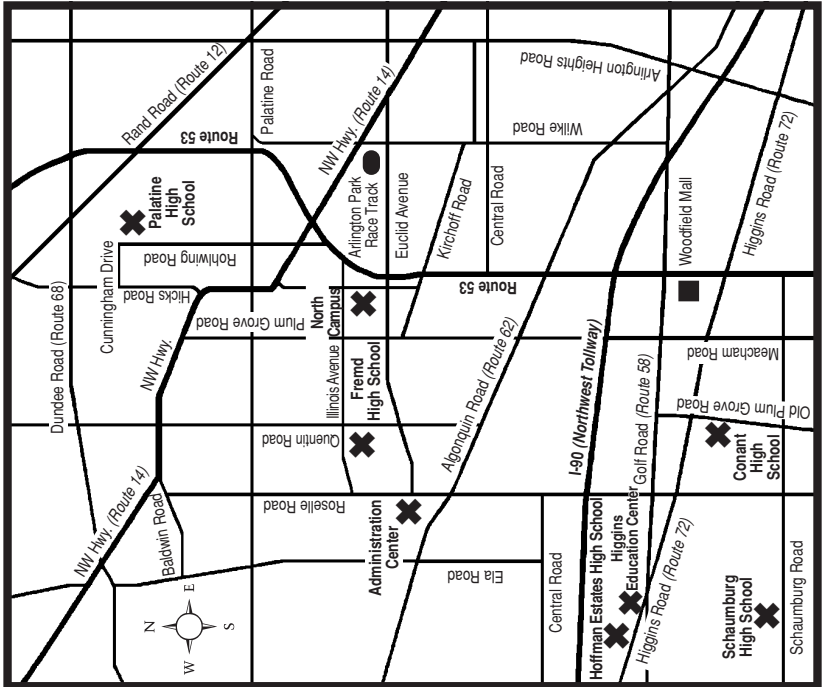 Rand Road (Route 12)
Palatine Road
NW Hwy. (Route 14)
Arlington Heights Road
Route 53
Wilke Road
Higgins Road (Route 72)
Palatine
High
School
Arlington Park
Race Track
Euclid Avenue
Kirchoff Road
Central Road
Woodfield Mall
Cunningham Drive
Rohlwing Road
Hicks Road
Route 53
Dundee Road (Route 68)
Plum Grove Road
North
Campus
NW Hwy.
Illinois Avenue
Fremd
High School
Algonquin Road (Route 62)
I-90 (Northwest Tollway)
Meacham Road
Golf Road (Route 58)
Old Plum Grove Road
Quentin Road
Conant
High
School
NW Hwy. (Route 14)
Baldwin Road
Roselle Road
Administration
Center
Ela Road
Central Road
Hoffman Estates High School
Higgins
Education Center
Higgins Road (Route 72)
Schaumburg
High School
Schaumburg Road
N
E
S
W